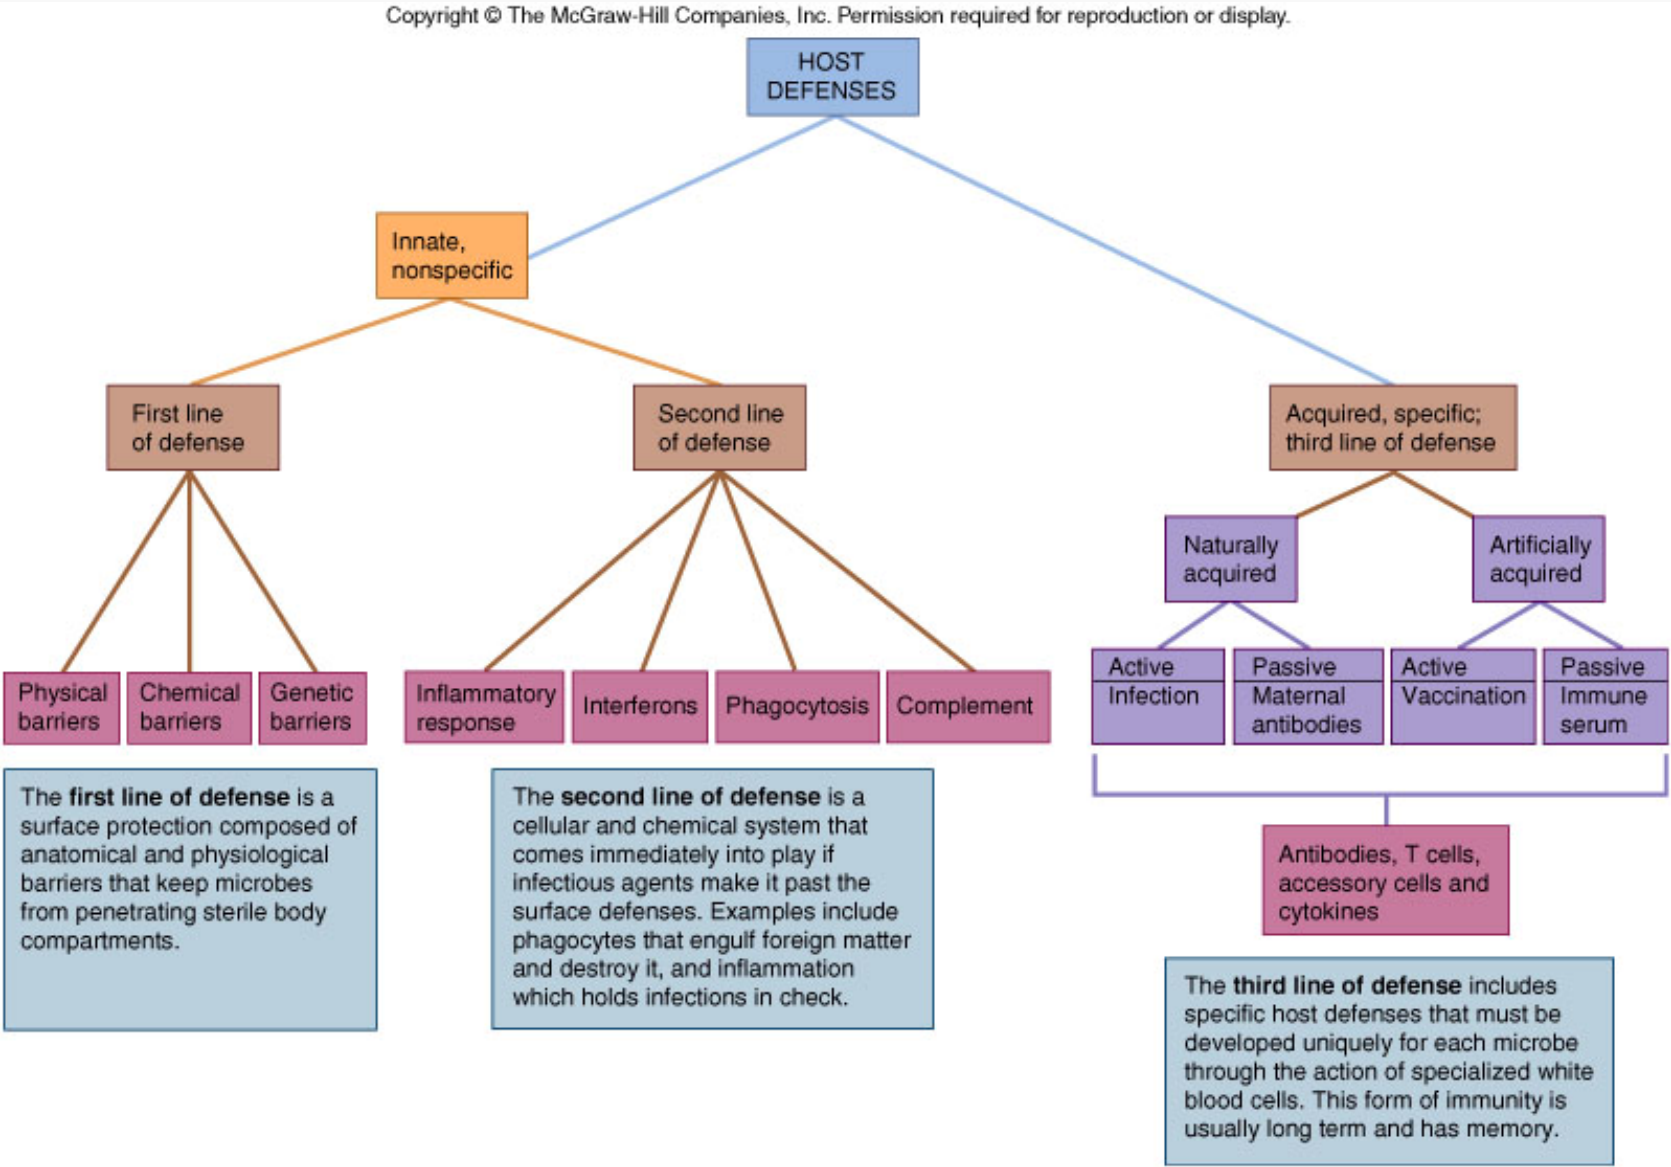 Copyright © The McGraw-Hill Companies, Inc. Permission required for reproduction or display.
HOST
DEFENSES
Innate,
nonspecific
First line
of defense
Second line
of defense
Acquired, specific;
third line of defense
Naturally
acquired
Artificially
acquired
Physical
barriers
Chemical
barriers
Genetic
barriers
Inflammatory
response
Interferons
Phagocytosis
Complement
Active
Infection
Passive
Maternal
antibodies
Active
Vaccination
Passive
Immune
serum
The first line of defense is a
surface protection composed of
anatomical and physiological
barriers that keep microbes
from penetrating sterile body
compartments.
The second line of defense is a
cellular and chemical system that
comes immediately into play if
infectious agents make it past the
surface defenses. Examples include
phagocytes that engulf foreign matter
and destroy it, and inflammation
which holds infections in check.
Antibodies, T cells,
accessory cells and
cytokines
The third line of defense includes
specific host defenses that must be
developed uniquely for each microbe
through the action of specialized white
blood cells. This form of immunity is
usually long term and has memory.